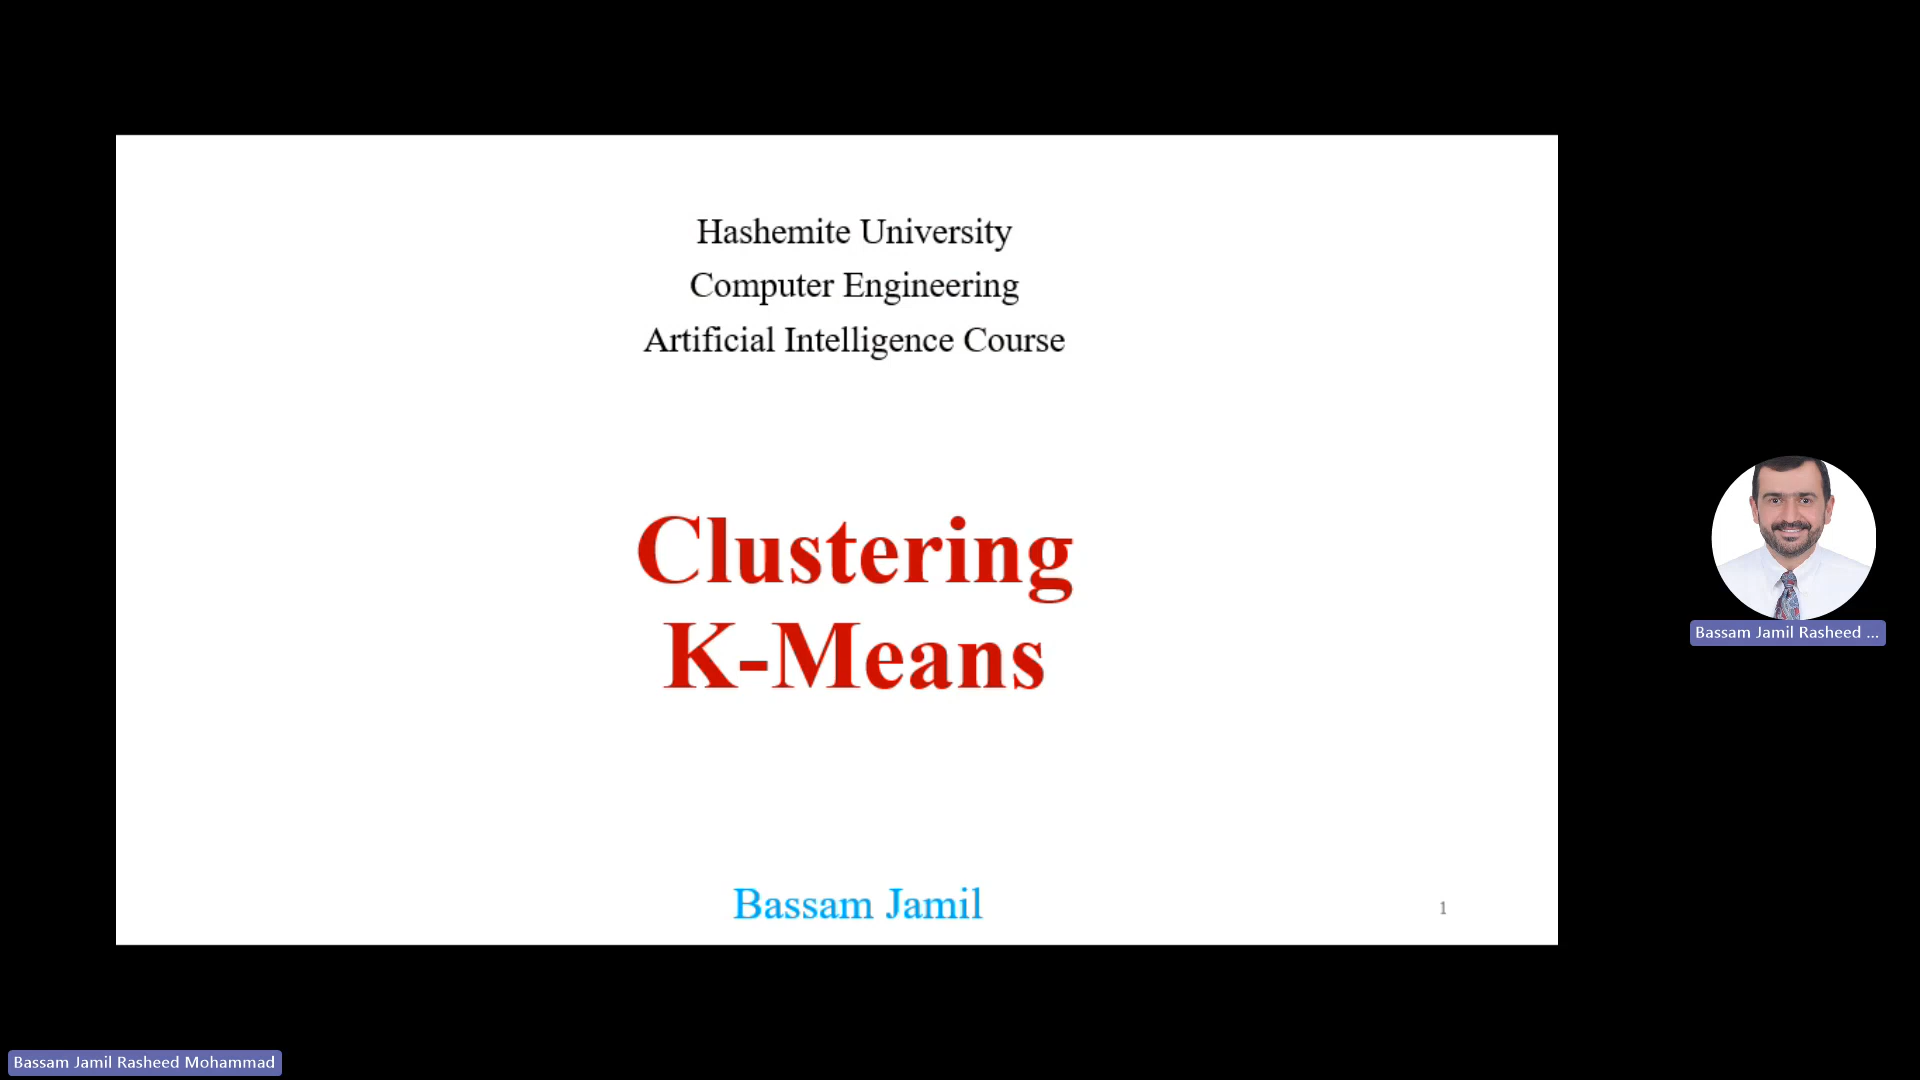 Hashemite University
Computer Engineering
Artificial Intelligence Course
Clustering
K-Means
Bassam Jamil
1
Bassam Jamil Rasheed ...
Bassam Jamil Rasheed Mohammad